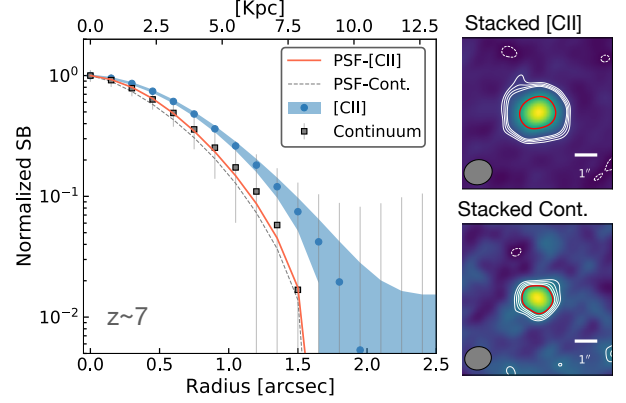 [Kpc]
0.0 2.5 5.0 7.5 10.0 12.5
Normalized SB
10⁰
10⁻¹
10⁻²
PSF-[CII]
PSF-Cont.
[CII]
Continuum
z~7
0.0 0.5 1.0 1.5 2.0 2.5
Radius [arcsec]
Stacked [CII]
1″
Stacked Cont.
1″